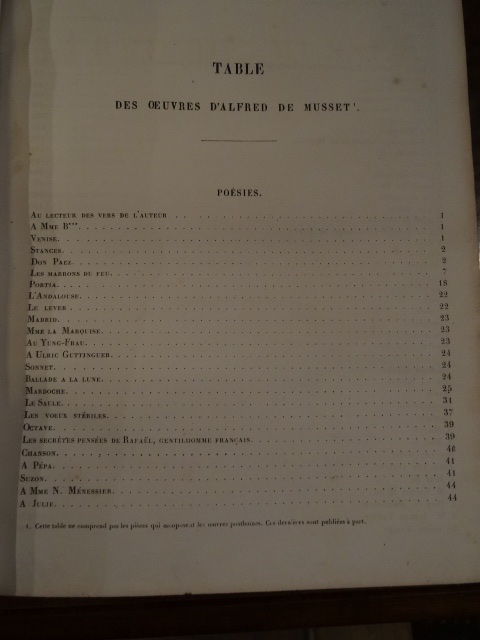 TABLE
DES ŒUVRES D'ALFRED DE MUSSET¹.
POÉSIES.
AU LECTEUR DES VERS DE L'AUTEUR 1
A MME B***. 1
VENISE. 1
STANCES. 2
DON PAEZ. 2
LES MARRONS DU FEU. 7
PORTIA. 18
L'ANDALOUSE. 22
LE LEVER. 22
MADRID. 23
MME LA MARQUISE. 23
AU YUNG-FRAU. 23
A ULRIC GUTTINGUER. 24
SONNET. 24
BALLADE A LA LUNE. 24
MARDOCHE. 25
LE SAULE. 31
LES VŒUX STÉRILES. 37
OCTAVE. 39
LES SECRÈTES PENSÉES DE RAFAËL, GENTILHOMME FRANÇAIS. 39
CHANSON. 
A PÉPA. 41
SUZON. 41
A MME N. MÉNESSIER. 44
A JULIE. 44
1. Cette table ne comprend pas les pièces qui composent les œuvres posthumes. Ces dernières sont publiées à part.